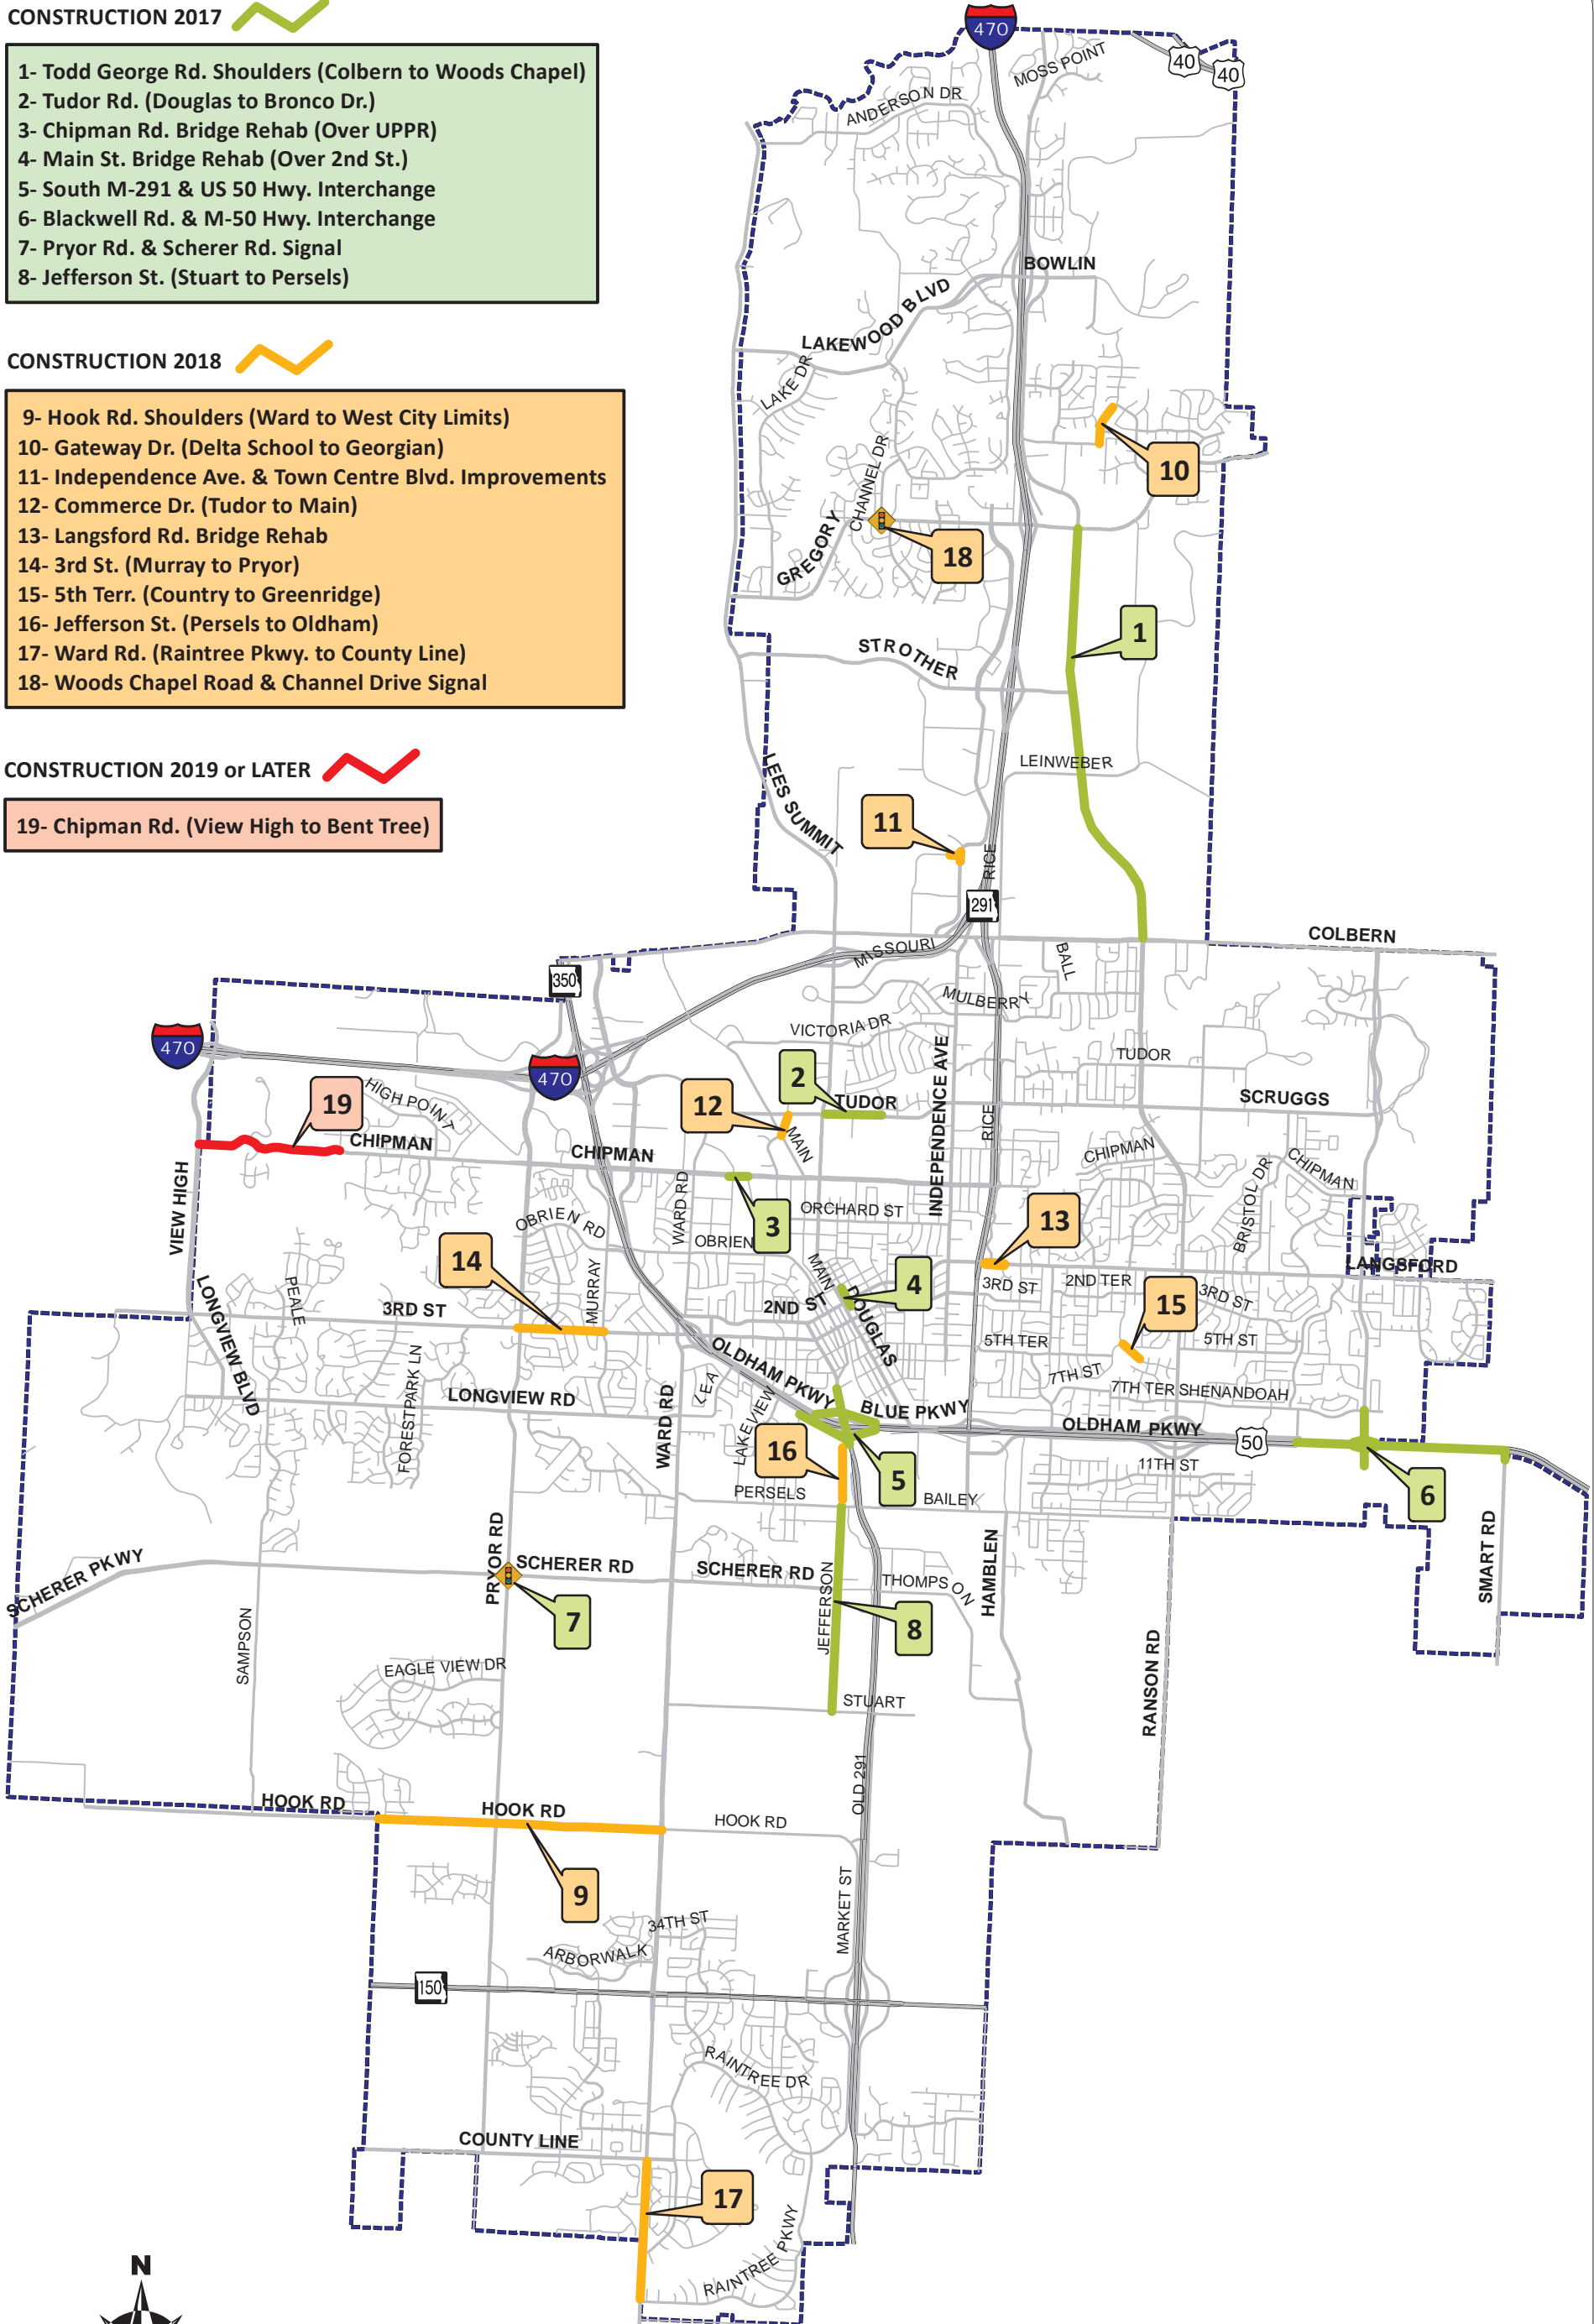 CONSTRUCTION 2017
1- Todd George Rd. Shoulders (Colbern to Woods Chapel)
2- Tudor Rd. (Douglas to Bronco Dr.)
3- Chipman Rd. Bridge Rehab (Over UPPR)
4- Main St. Bridge Rehab (Over 2nd St.)
5- South M-291 & US 50 Hwy. Interchange
6- Blackwell Rd. & M-50 Hwy. Interchange
7- Pryor Rd. & Scherer Rd. Signal
8- Jefferson St. (Stuart to Persels)
CONSTRUCTION 2018
9- Hook Rd. Shoulders (Ward to West City Limits)
10- Gateway Dr. (Delta School to Georgian)
11- Independence Ave. & Town Centre Blvd. Improvements
12- Commerce Dr. (Tudor to Main)
13- Langsford Rd. Bridge Rehab
14- 3rd St. (Murray to Pryor)
15- 5th Terr. (Country to Greenridge)
16- Jefferson St. (Persels to Oldham)
17- Ward Rd. (Raintree Pkwy. to County Line)
18- Woods Chapel Road & Channel Drive Signal
CONSTRUCTION 2019 or LATER
19- Chipman Rd. (View High to Bent Tree)
470
40
40
MOSS POINT
ANDERSON DR
BOWLIN
LAKEWOOD BLVD
LAKE DR
CHANNEL DR
10
GREGORY
18
1
STROTHER
LEINWEBER
LEES SUMMIT
11
RICE
291
COLBERN
MISSOURI
BALL
350
MULBERRY
VICTORIA DR
470
470
INDEPENDENCE AVE
TUDOR
2
TUDOR
SCRUGGS
19
HIGH POINT
12
MAIN
RICE
CHIPMAN
CHIPMAN
CHIPMAN
CHIPMAN
VIEW HIGH
WARD RD
ORCHARD ST
BRISTOL DR
3
13
OBRIEN RD
OBRIEN
14
MAIN
4
LANGSFORD
3RD ST
2ND TER
15
3RD ST
LONGVIEW BLVD
PEALE
3RD ST
MURRAY
2ND ST
DOUGLAS
5TH TER
5TH ST
OLDHAM PKWY
7TH ST
7TH TER SHENANDOAH
FORESTPARK LN
LONGVIEW RD
WARD RD
LEA
LAKEVIEW
BLUE PKWY
OLDHAM PKWY
50
16
5
11TH ST
6
PERSELS
BAILEY
PRYOR RD
SCHERER PKWY
SCHERER RD
SCHERER RD
THOMPSON
HAMBLEN
SMART RD
7
JEFFERSON
8
SAMPSON
EAGLE VIEW DR
STUART
RANSON RD
OLD 291
HOOK RD
HOOK RD
HOOK RD
9
MARKET ST
34TH ST
ARBORWALK
150
RAINTREE DR
COUNTY LINE
17
RAINTREE PKWY
N